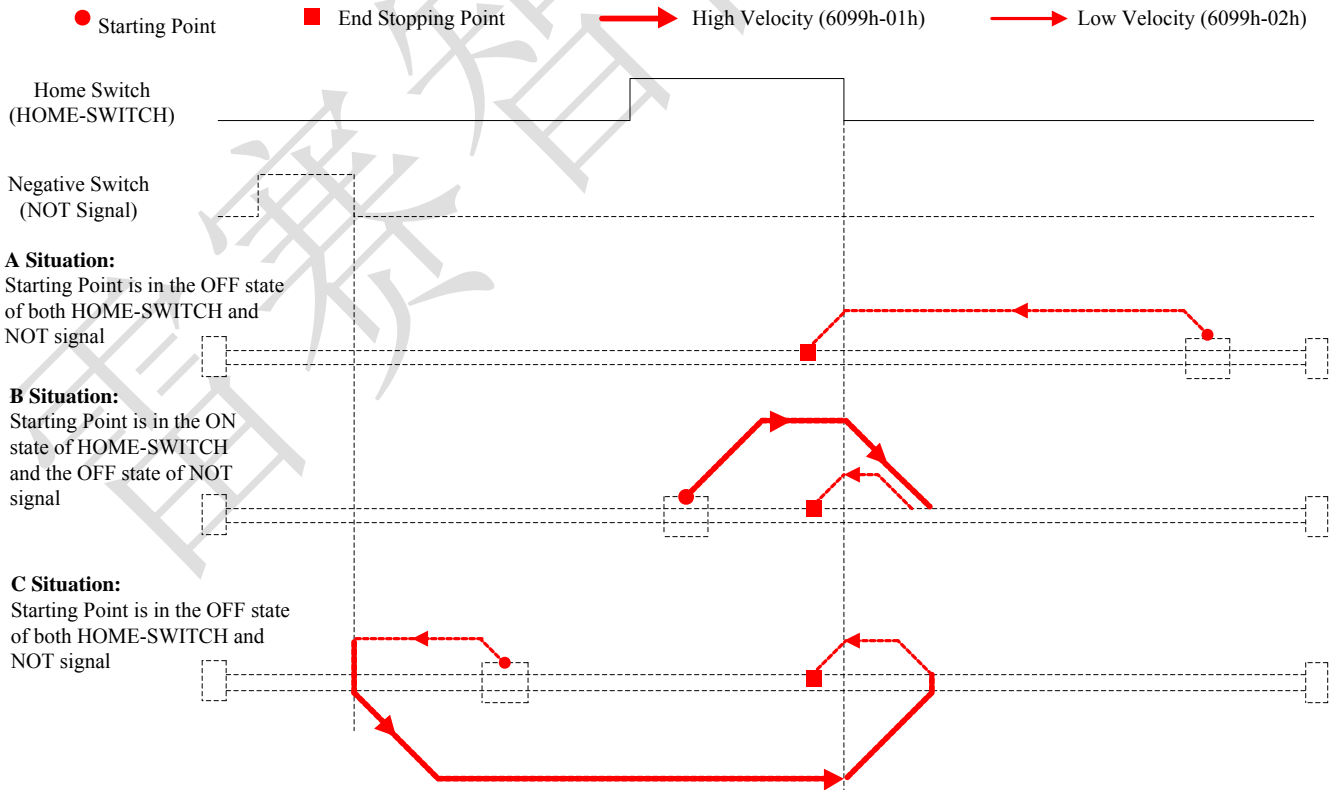 Starting Point
End Stopping Point
High Velocity (6099h-01h)
Low Velocity (6099h-02h)
Home Switch
(HOME-SWITCH)
Negative Switch
(NOT Signal)
A Situation:
Starting Point is in the OFF state
of both HOME-SWITCH and
NOT signal
B Situation:
Starting Point is in the ON
state of HOME-SWITCH
and the OFF state of NOT
signal
C Situation:
Starting Point is in the OFF state
of both HOME-SWITCH and
NOT signal
雷赛智